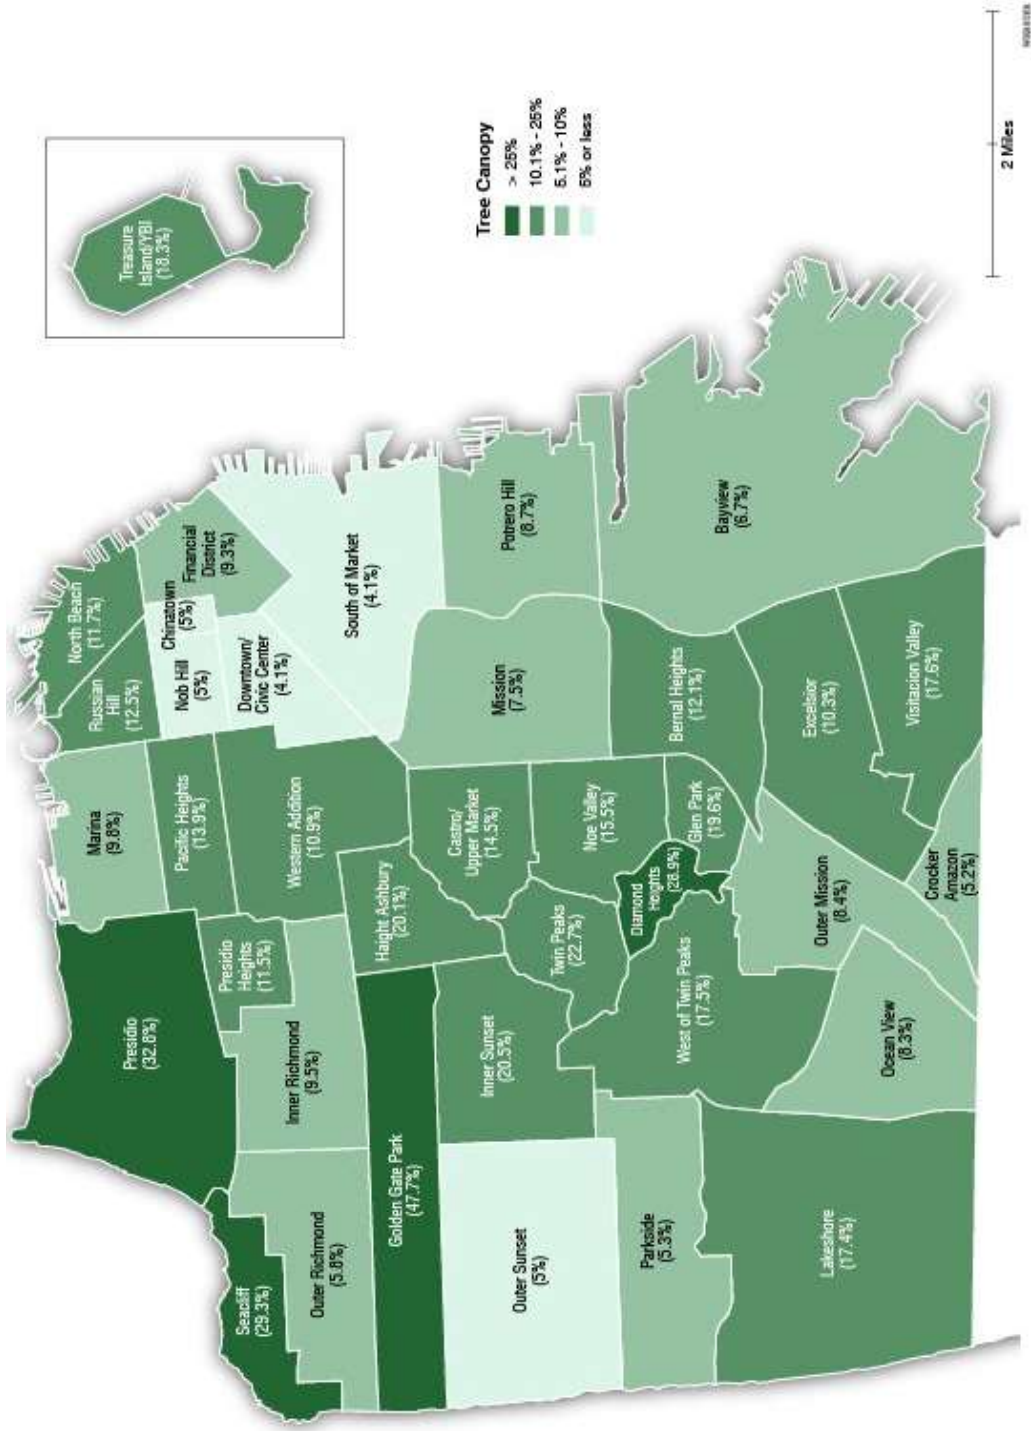 Treasure
Island/YBI
(18.3%)
Tree Canopy
> 25%
10.1% - 25%
5.1% - 10%
5% or less
2 Miles
Seacliff
(29.3%)
Presidio
(32.8%)
Marina
(9.8%)
Russian
Hill
(12.5%)
North Beach
(11.7%)
Outer Richmond
(5.8%)
Inner Richmond
(9.5%)
Presidio
Heights
(11.5%)
Pacific Heights
(13.9%)
Nob Hill
(5%)
Chinatown
(5%)
Financial
District
(9.3%)
Western Addition
(10.9%)
Downtown/
Civic Center
(4.1%)
Golden Gate Park
(47.7%)
Haight Ashbury
(20.1%)
South of Market
(4.1%)
Outer Sunset
(5%)
Inner Sunset
(20.5%)
Castro/
Upper Market
(14.5%)
Mission
(7.5%)
Potrero Hill
(8.7%)
Twin Peaks
(22.7%)
Noe Valley
(15.5%)
Parkside
(5.3%)
Diamond
Heights
(28.9%)
Glen Park
(19.6%)
Bernal Heights
(12.1%)
Bayview
(6.7%)
West of Twin Peaks
(17.5%)
Lakeshore
(17.4%)
Outer Mission
(8.4%)
Excelsior
(10.3%)
Ocean View
(8.3%)
Crocker
Amazon
(5.2%)
Visitacion Valley
(17.6%)